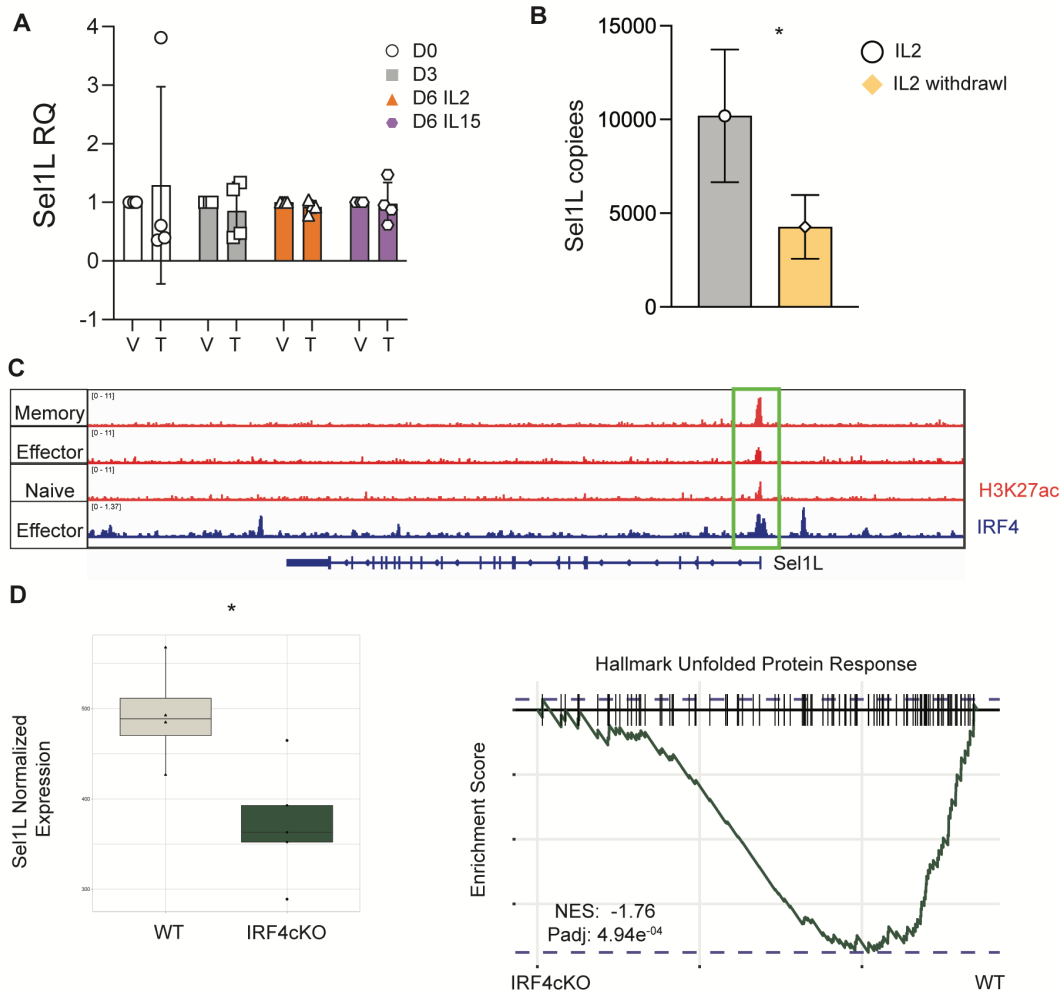 A
Sel1L RQ
4
3
2
1
0
-1
V T V T V T V T
D0
D3
D6 IL2
D6 IL15
B
Sel1L copiees
15000
10000
5000
0
*
IL2
IL2 withdrawl
C
Memory
[0 - 11]
Effector
[0 - 11]
Naive
[0 - 11]
Effector
[0 - 1.37]
H3K27ac
IRF4
Sel1L
D
*
Sel1L Normalized
Expression
500
400
300
WT IRF4cKO
Hallmark Unfolded Protein Response
Enrichment Score
NES: -1.76
Padj: 4.94e-04
IRF4cKO WT